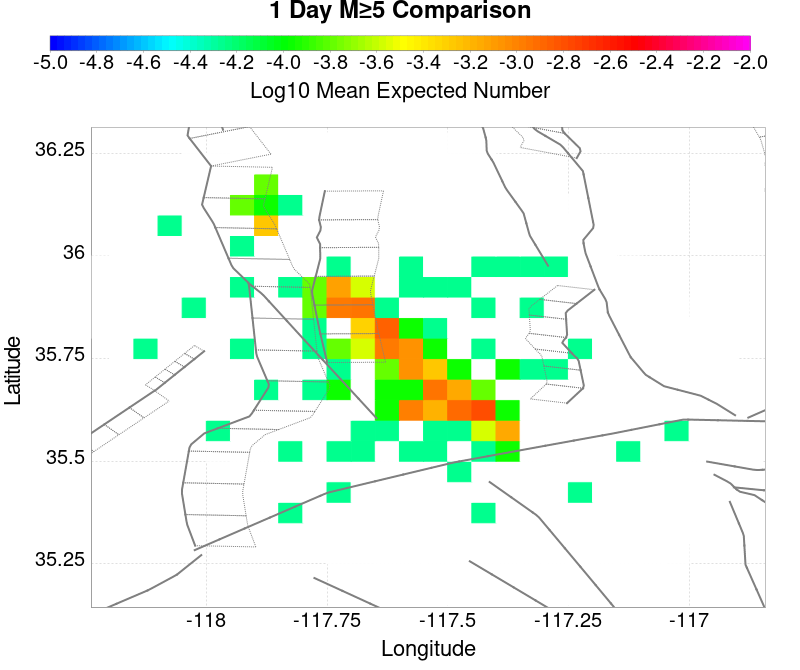 1 Day M≥5 Comparison
-5.0 -4.8 -4.6 -4.4 -4.2 -4.0 -3.8 -3.6 -3.4 -3.2 -3.0 -2.8 -2.6 -2.4 -2.2 -2.0
Log10 Mean Expected Number
36.25
36
35.75
35.5
35.25
Latitude
-118 -117.75 -117.5 -117.25 -117
Longitude